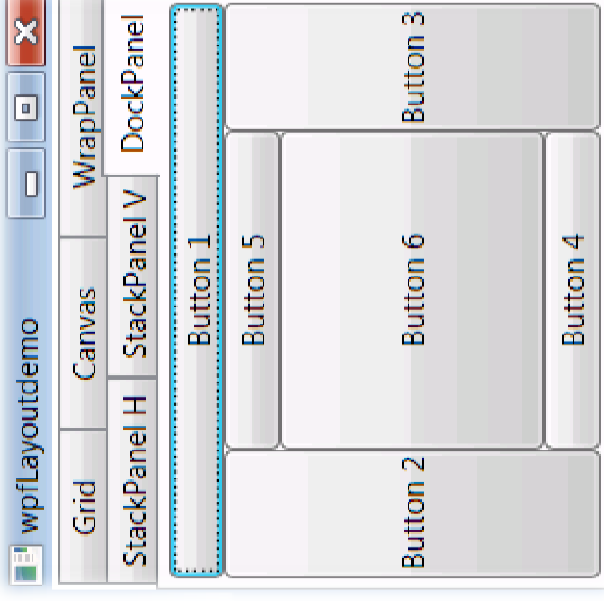 wpfLayoutdemo
Grid Canvas WrapPanel
StackPanel H StackPanel V DockPanel
Button 1
Button 5
Button 2 Button 6 Button 3
Button 4